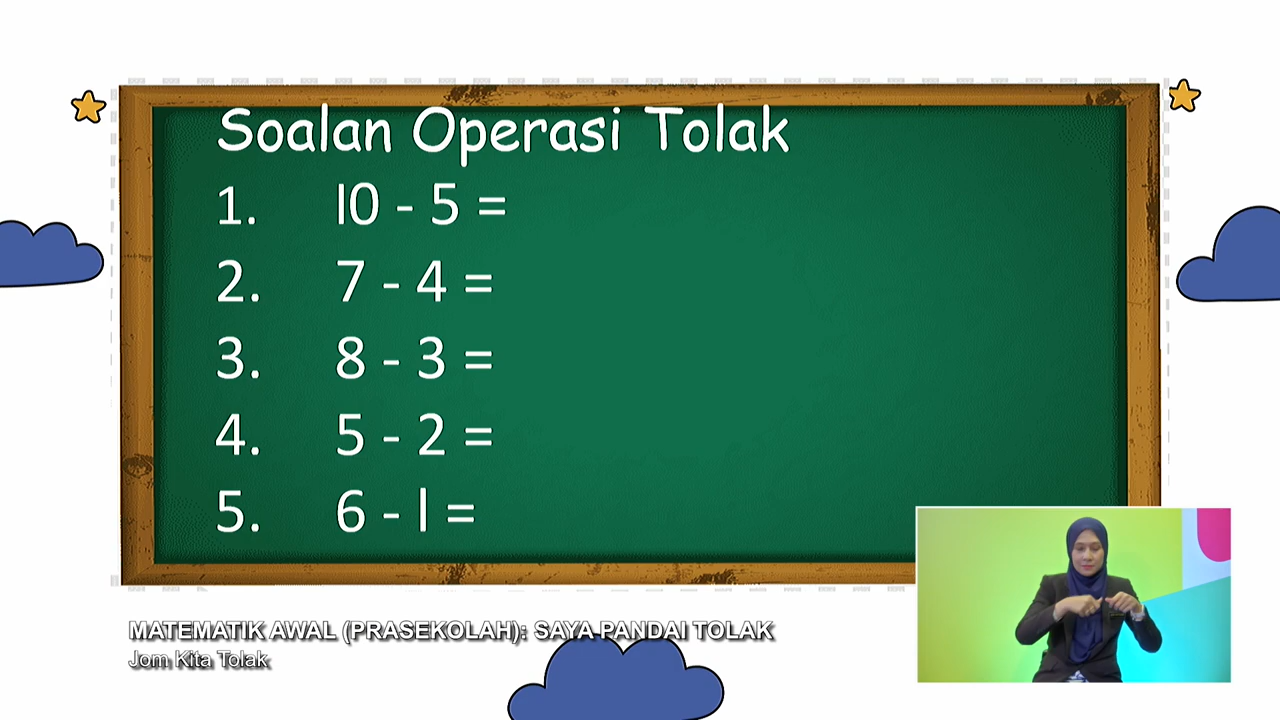 Soalan Operasi Tolak
1. 10 - 5 =
2. 7 - 4 =
3. 8 - 3 =
4. 5 - 2 =
5. 6 - 1 =
MATEMATIK AWAL (PRASEKOLAH): SAYA PANDAI TOLAK
Jom Kita Tolak